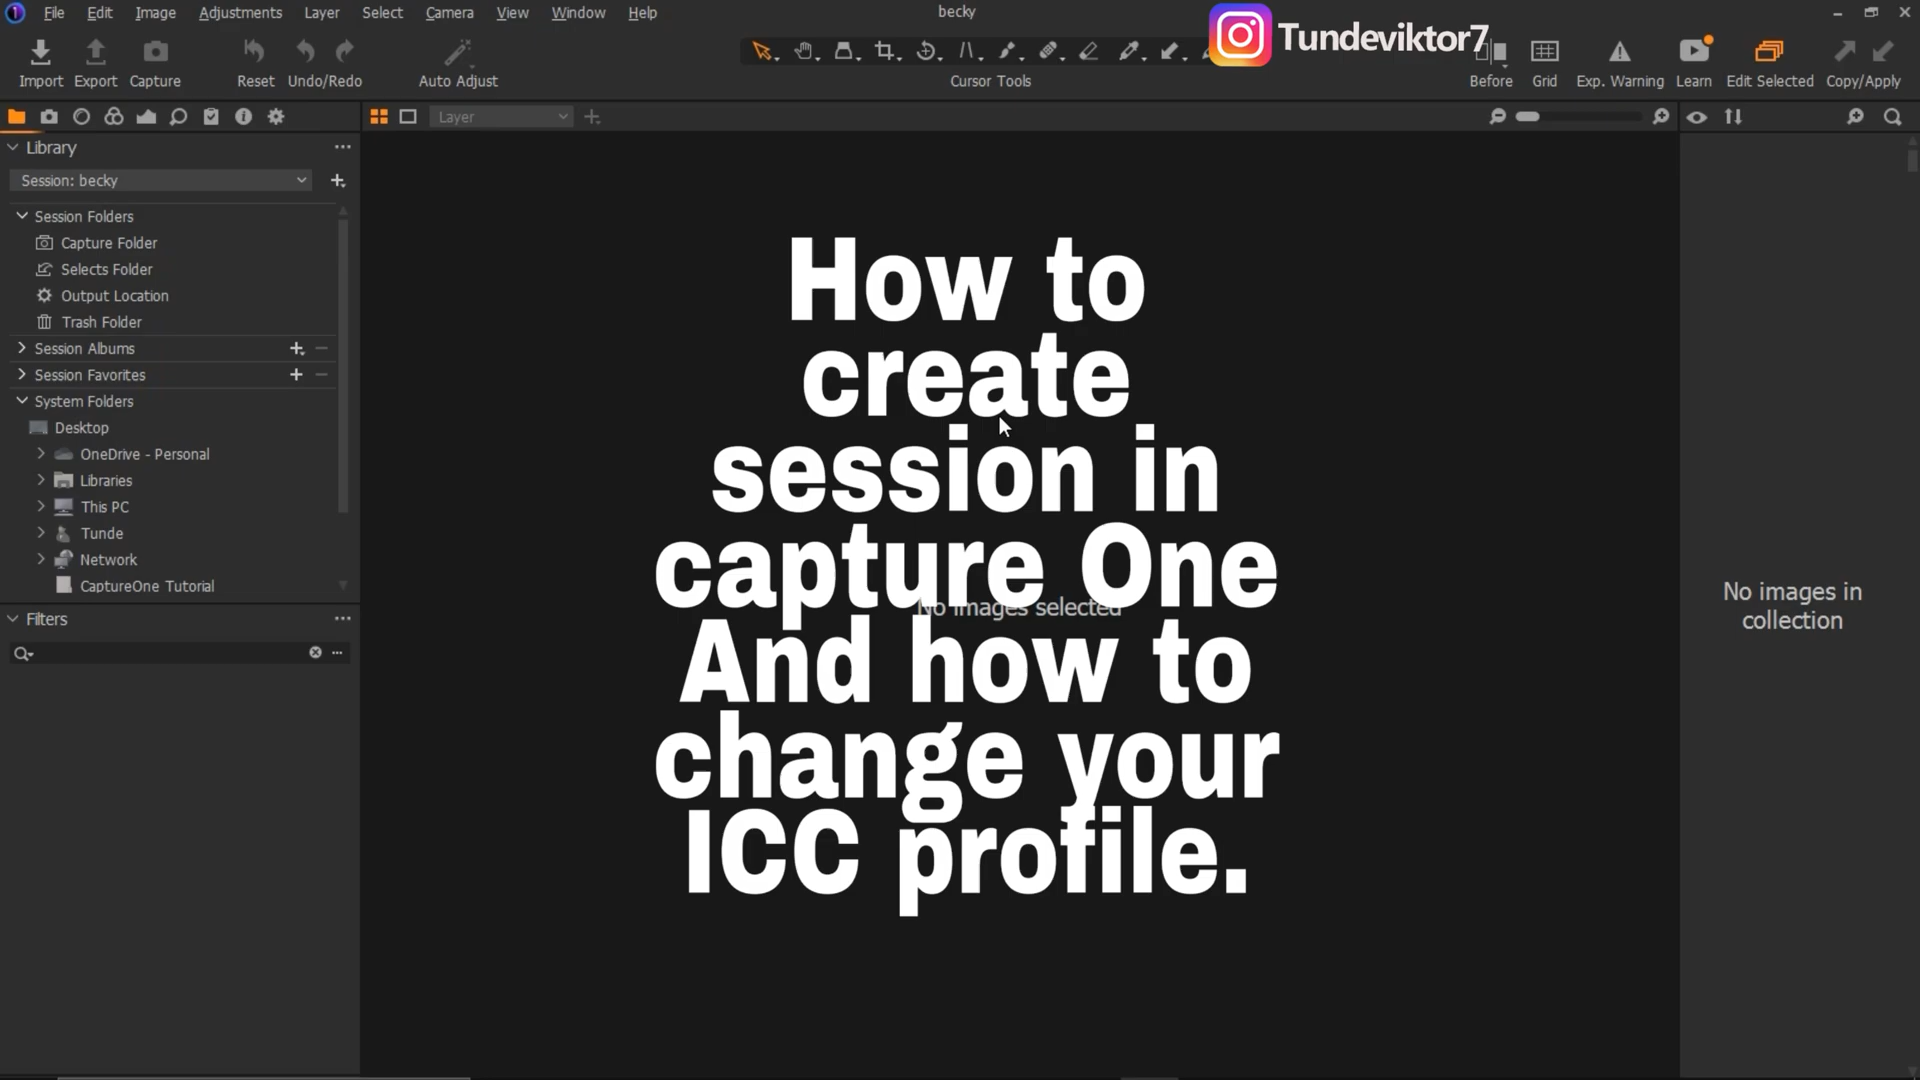 File Edit Image Adjustments Layer Select Camera View Window Help
becky
Tundeviktor7
Import Export Capture Reset Undo/Redo Auto Adjust
Cursor Tools
Before Grid Exp. Warning Learn Edit Selected Copy/Apply
Layer
Library
Session: becky
Session Folders
Capture Folder
Selects Folder
Output Location
Trash Folder
Session Albums
Session Favorites
System Folders
Desktop
OneDrive - Personal
Libraries
This PC
Tunde
Network
CaptureOne Tutorial
Filters
How to
create
session in
capture One
And how to
change your
ICC profile.
No images selected
No images in
collection